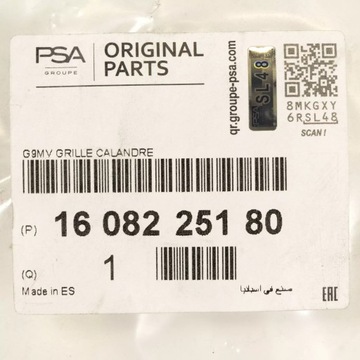 PSA
GROUPE
ORIGINAL
PARTS
qr.groupe-psa.com
SL48
8MKGXY
6RSL48
SCAN!
G9MV GRILLE CALANDRE
(P) 16 082 251 80
(Q) 1
Made in ES
صنع في اسبانيا
EAC